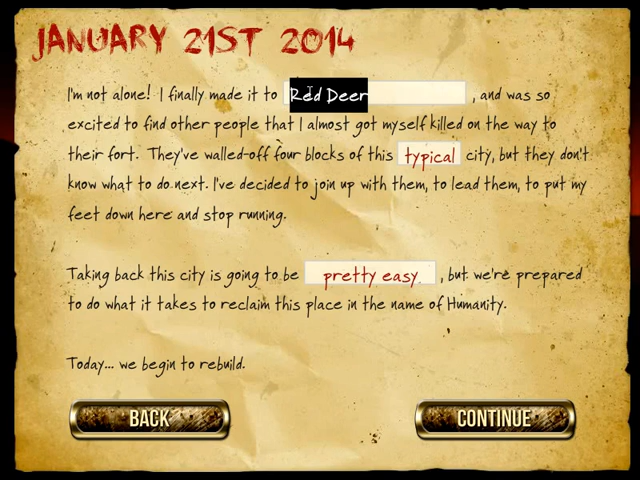 JANUARY 21ST 2014
I'm not alone! I finally made it to Red Deer , and was so
excited to find other people that I almost got myself killed on the way to
their fort. They've walled-off four blocks of this typical city, but they don't
know what to do next. I've decided to join up with them, to lead them, to put my
feet down here and stop running.
Taking back this city is going to be pretty easy , but we're prepared
to do what it takes to reclaim this place in the name of Humanity.
Today... we begin to rebuild.
BACK
CONTINUE